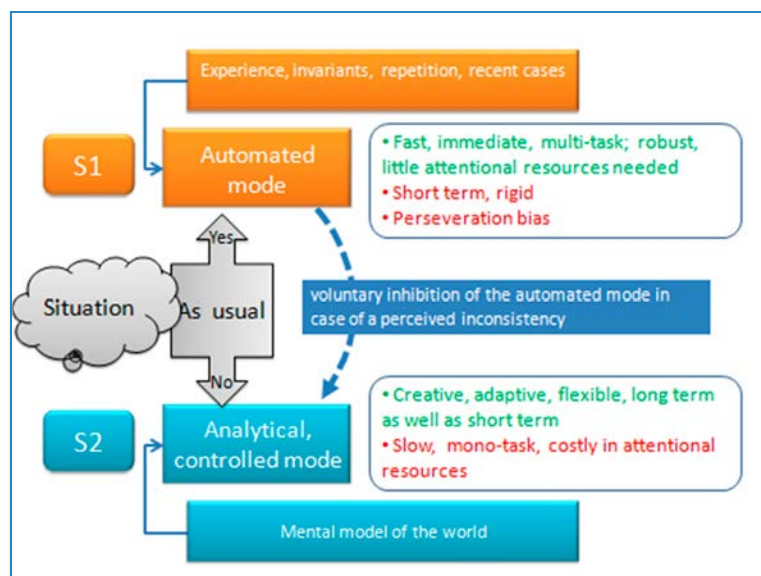 Experience, invariants, repetition, recent cases
S1
Automated
mode
• Fast, immediate, multi-task; robust,
little attentional resources needed
• Short term, rigid
• Perseveration bias
Yes
Situation
As usual
voluntary inhibition of the automated mode in
case of a perceived inconsistency
No
S2
Analytical,
controlled mode
• Creative, adaptive, flexible, long term
as well as short term
• Slow, mono-task, costly in attentional
resources
Mental model of the world